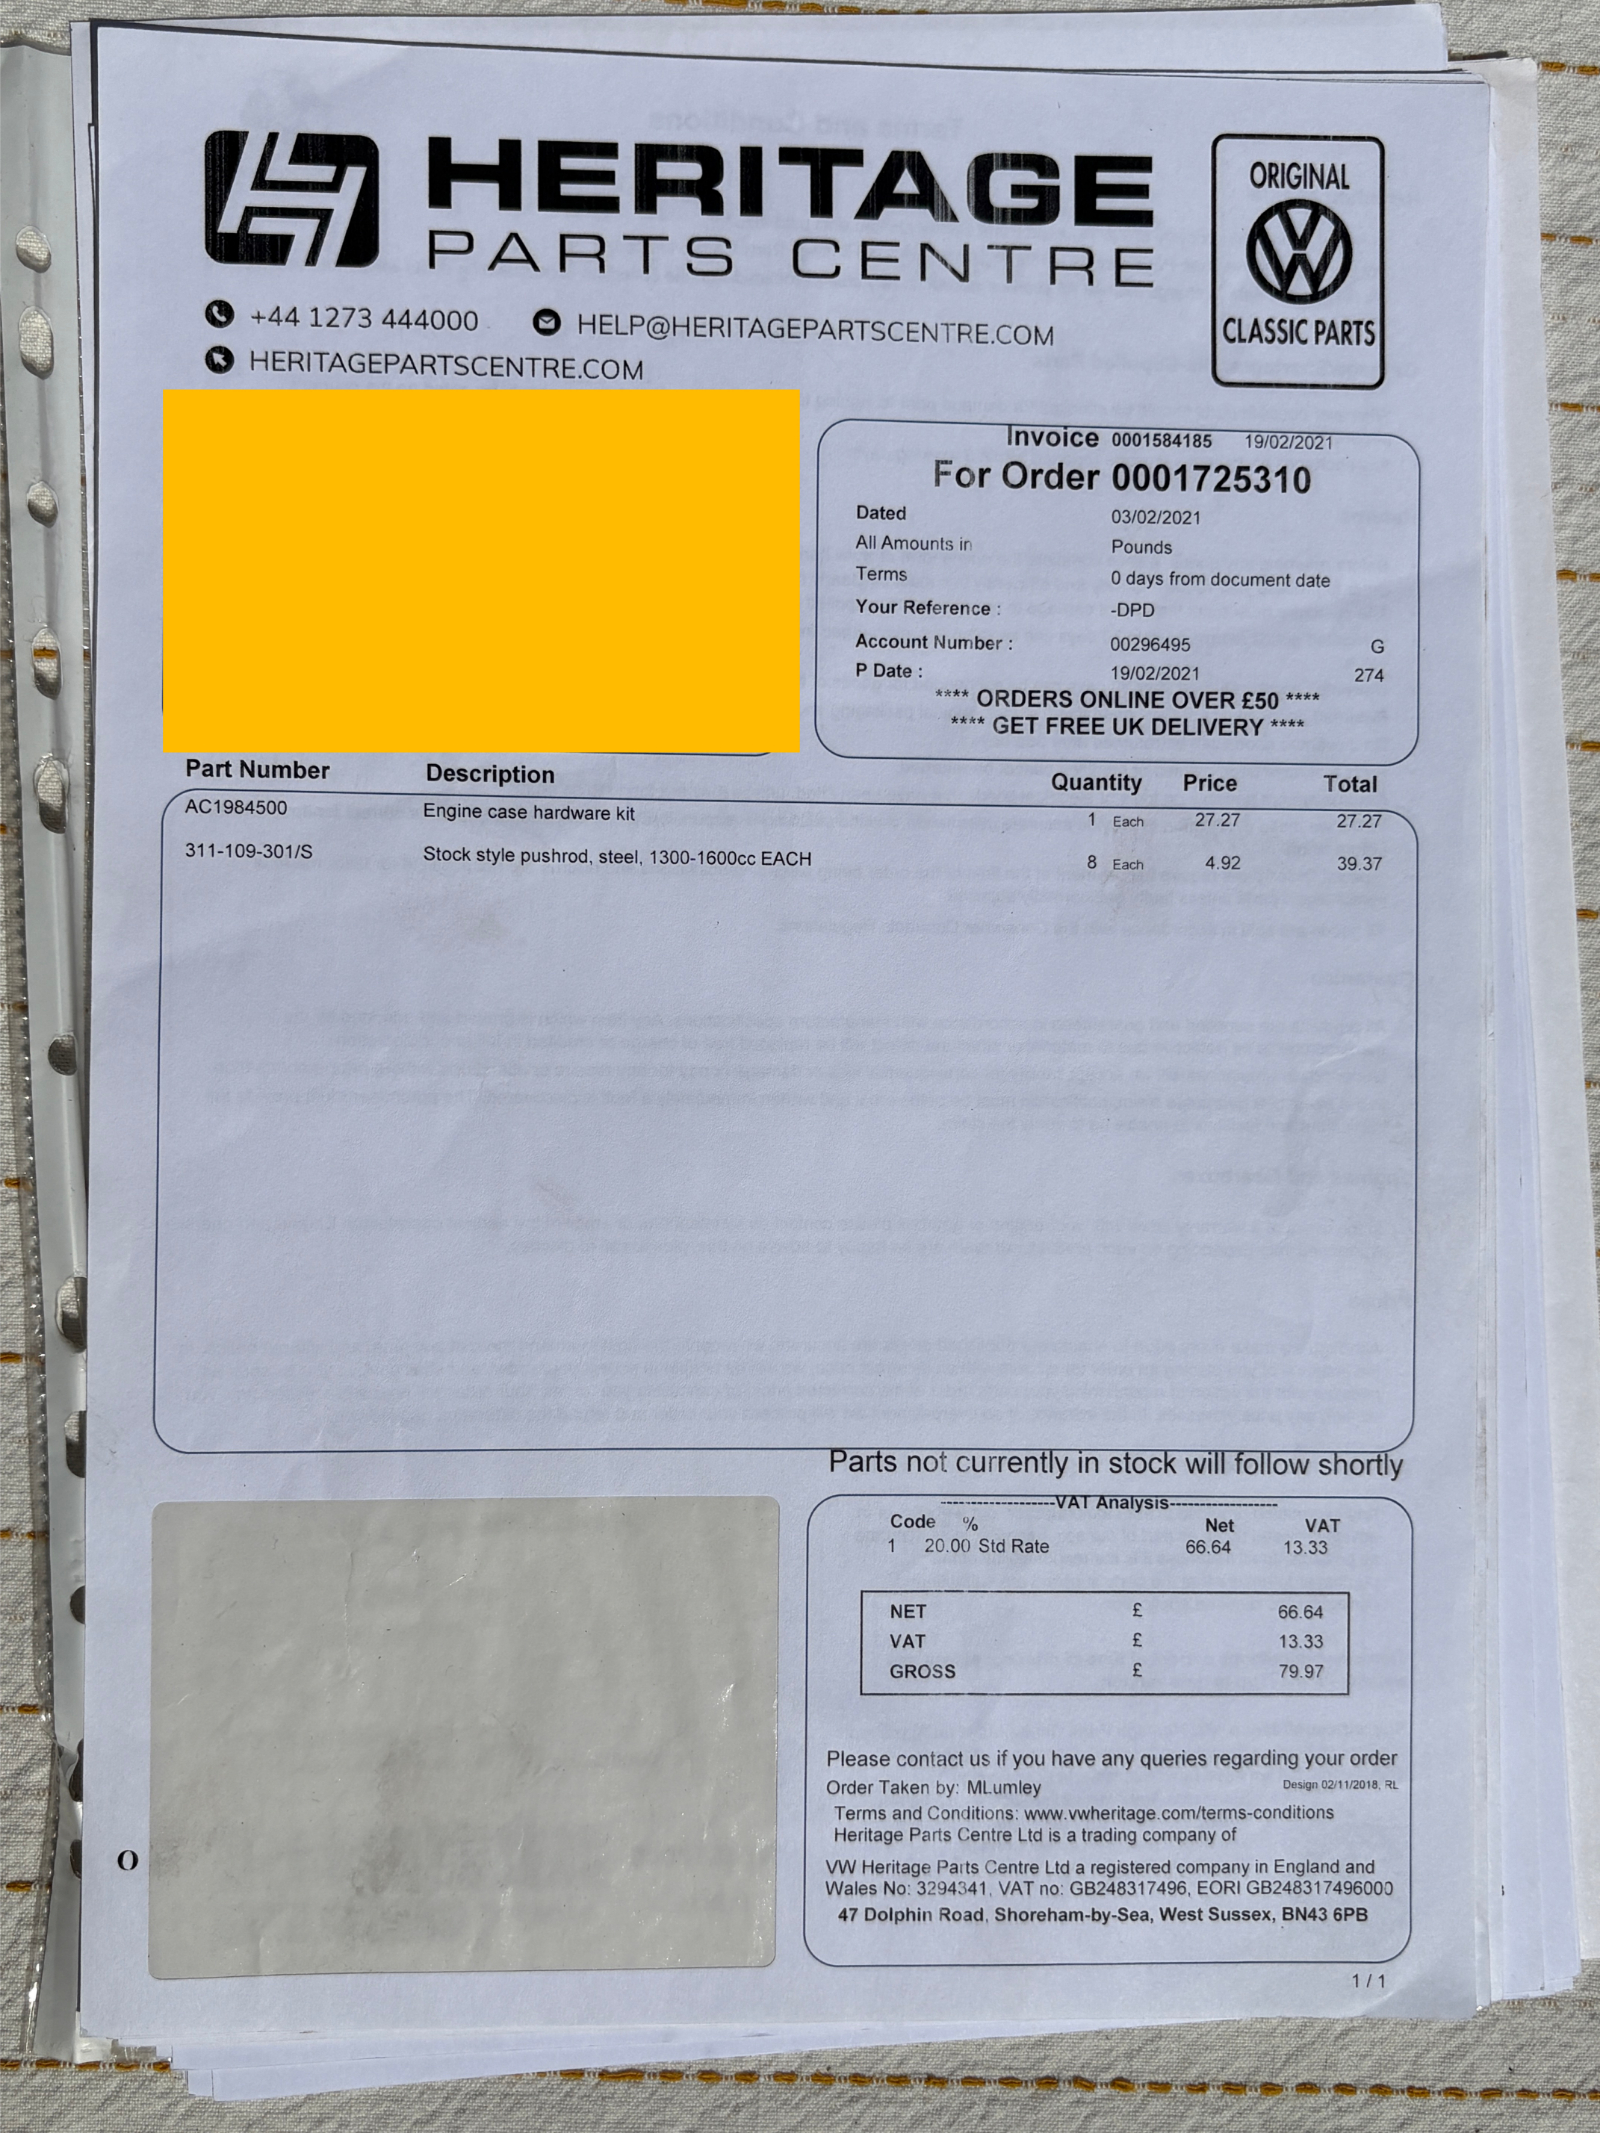 HERITAGE
PARTS CENTRE
ORIGINAL
CLASSIC PARTS
+44 1273 444000 HELP@HERITAGEPARTSCENTRE.COM
HERITAGEPARTSCENTRE.COM
Invoice 0001584185 19/02/2021
For Order 0001725310
Dated 03/02/2021
All Amounts in Pounds
Terms 0 days from document date
Your Reference : -DPD
Account Number : 00296495 G
P Date : 19/02/2021 274
**** ORDERS ONLINE OVER £50 ****
**** GET FREE UK DELIVERY ****
Part Number Description Quantity Price Total
AC1984500 Engine case hardware kit 1 Each 27.27 27.27
311-109-301/S Stock style pushrod, steel, 1300-1600cc EACH 8 Each 4.92 39.37
Parts not currently in stock will follow shortly
--------------------VAT Analysis------------------
Code % Net VAT
1 20.00 Std Rate 66.64 13.33
NET £ 66.64
VAT £ 13.33
GROSS £ 79.97
Please contact us if you have any queries regarding your order
Order Taken by: MLumley Design 02/11/2018, RL
Terms and Conditions: www.vwheritage.com/terms-conditions
Heritage Parts Centre Ltd is a trading company of
VW Heritage Parts Centre Ltd a registered company in England and
Wales No: 3294341, VAT no: GB248317496, EORI GB248317496000
47 Dolphin Road, Shoreham-by-Sea, West Sussex, BN43 6PB
O
1 / 1